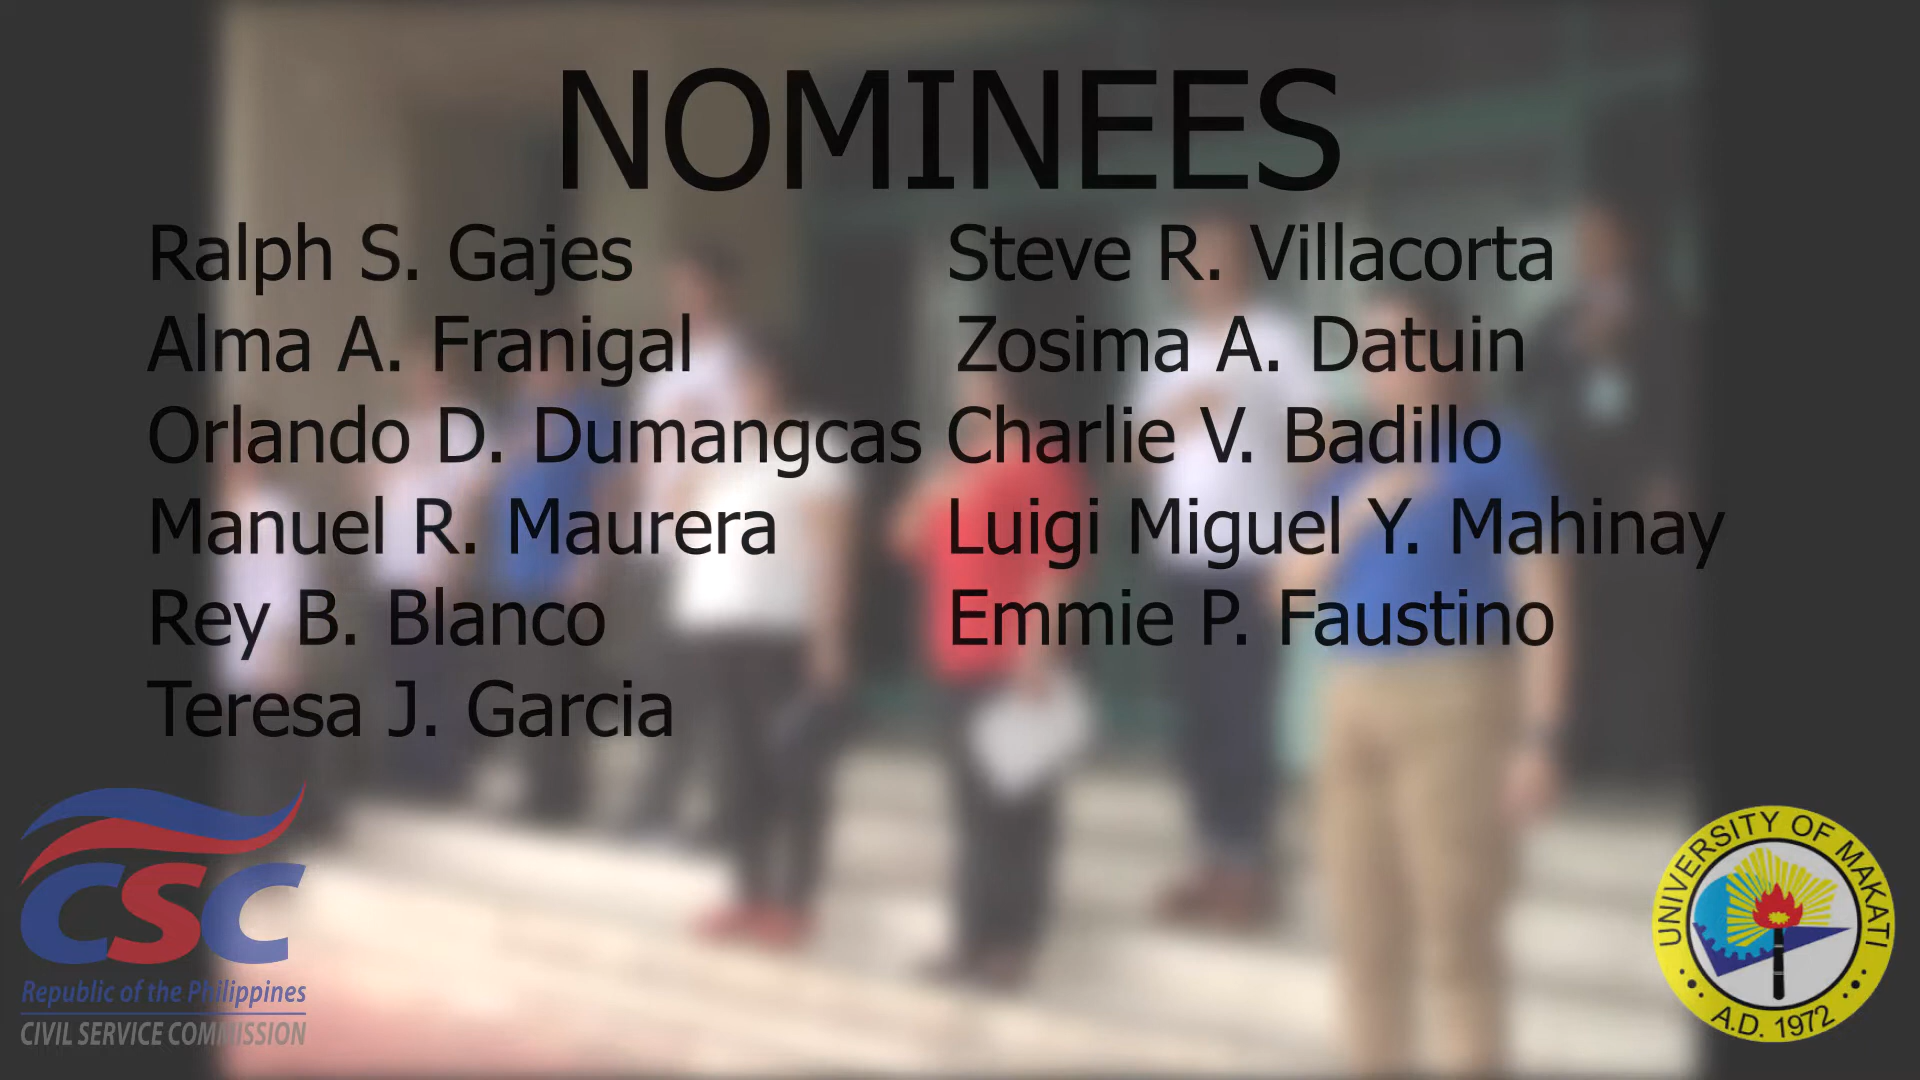 NOMINEES
Ralph S. Gajes
Alma A. Franigal
Orlando D. Dumangcas
Manuel R. Maurera
Rey B. Blanco
Teresa J. Garcia
Steve R. Villacorta
Zosima A. Datuin
Charlie V. Badillo
Luigi Miguel Y. Mahinay
Emmie P. Faustino
CSC
Republic of the Philippines
CIVIL SERVICE COMMISSION
UNIVERSITY OF MAKATI
A.D. 1972